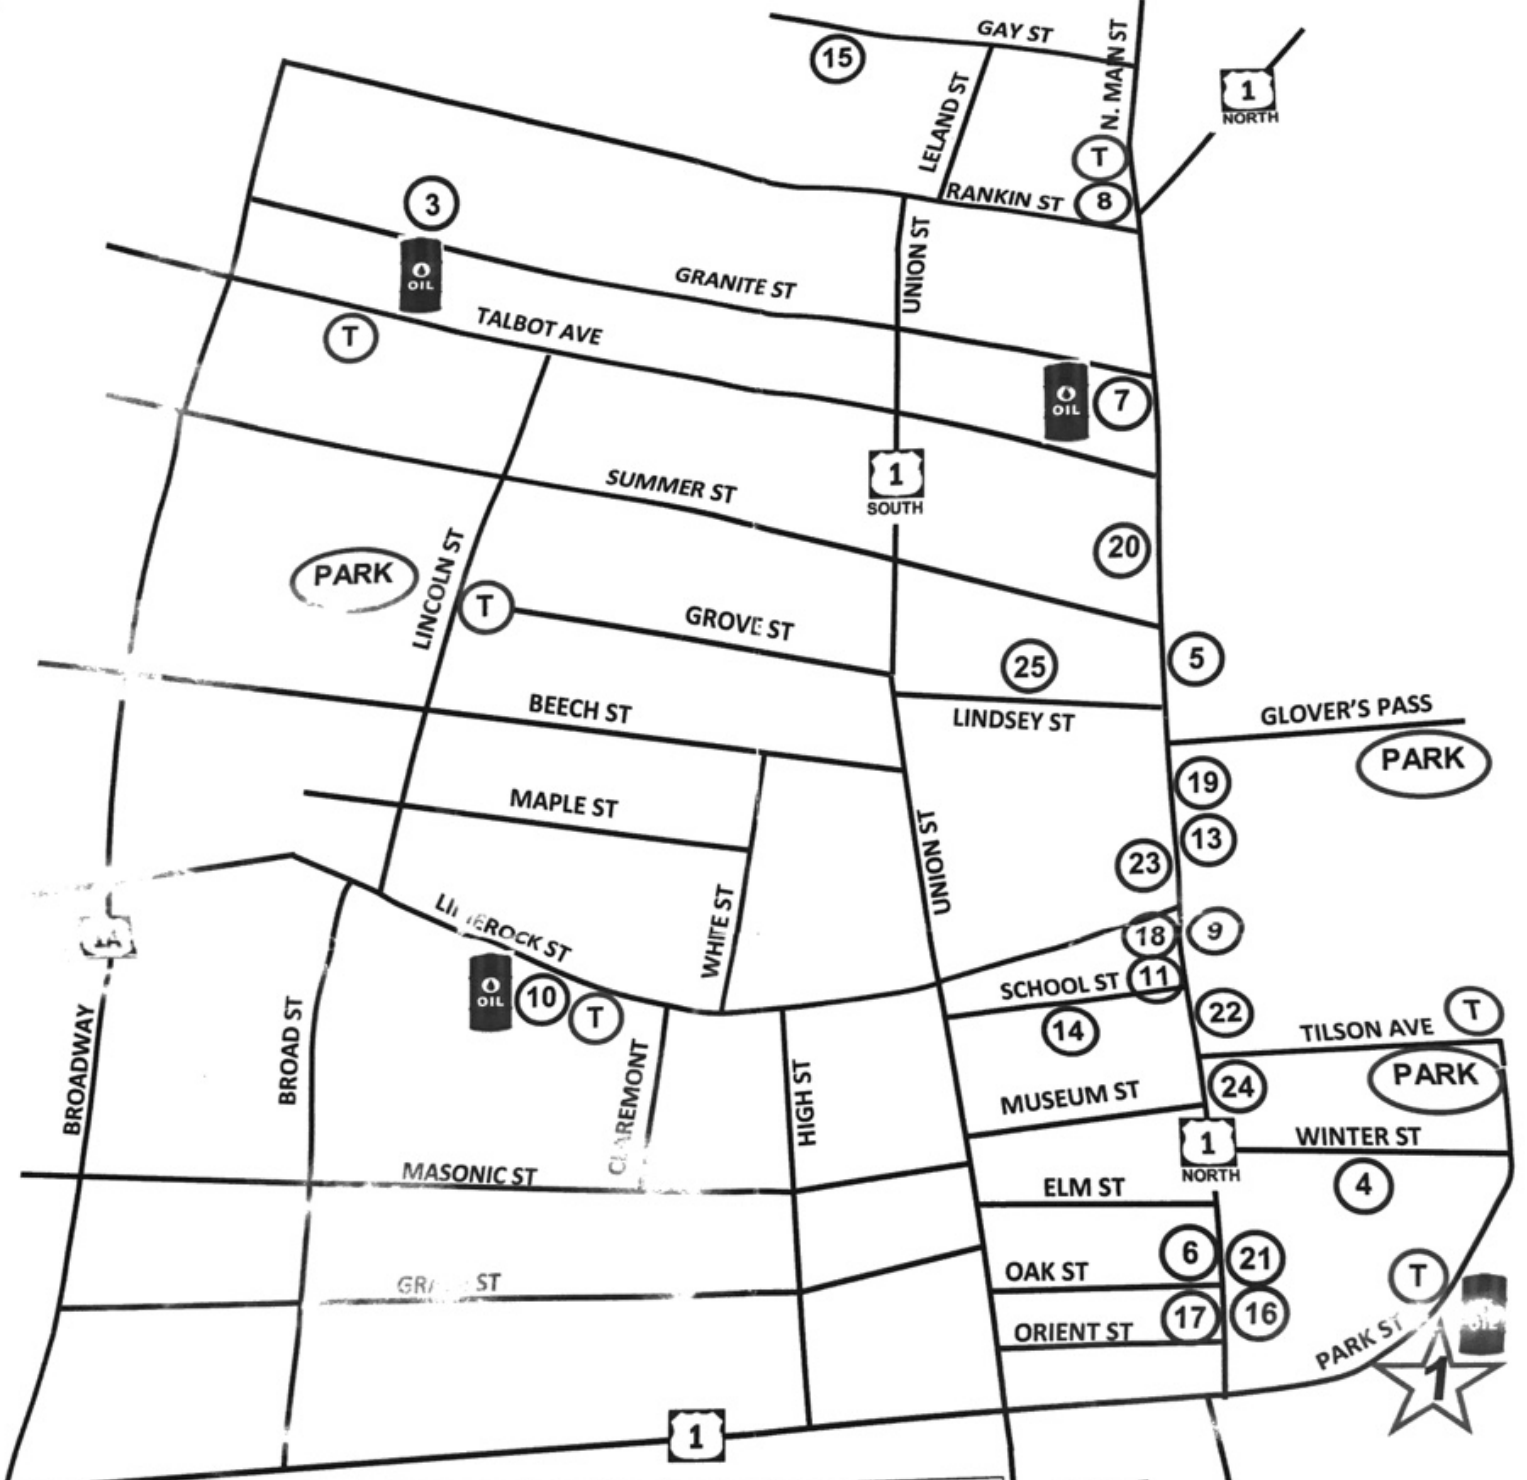 GAY ST
N. MAIN ST
15
1
NORTH
LELAND ST
T
RANKIN ST
8
3
UNION ST
OIL
GRANITE ST
T
TALBOT AVE
OIL
7
1
SOUTH
SUMMER ST
20
LINCOLN ST
PARK
T
GROVE ST
25
5
BEECH ST
LINDSEY ST
GLOVER'S PASS
PARK
19
MAPLE ST
13
23
UNION ST
WHITE ST
18
9
1A
OIL
10
T
SCHOOL ST
11
14
22
TILSON AVE
T
BROADWAY
BROAD ST
HIGH ST
PARK
24
MUSEUM ST
1
NORTH
WINTER ST
MASONIC ST
ELM ST
4
6
21
OAK ST
T
ST
17
16
ORIENT ST
OIL
PARK ST
1
1